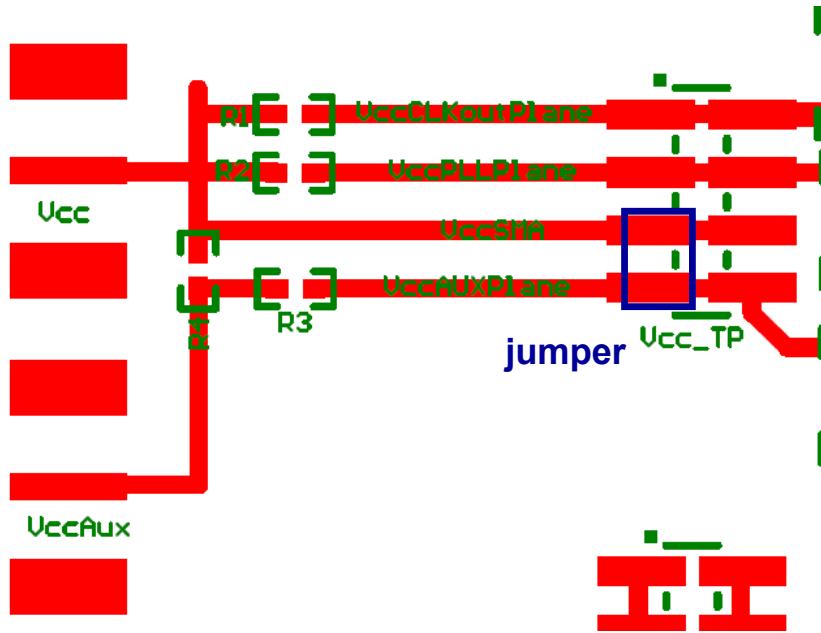 R1
VccCLKoutPlane
R2
VccPLLPlane
Vcc
VccSMA
VccAUXPlane
R3
R4
Vcc_TP
jumper
VccAux